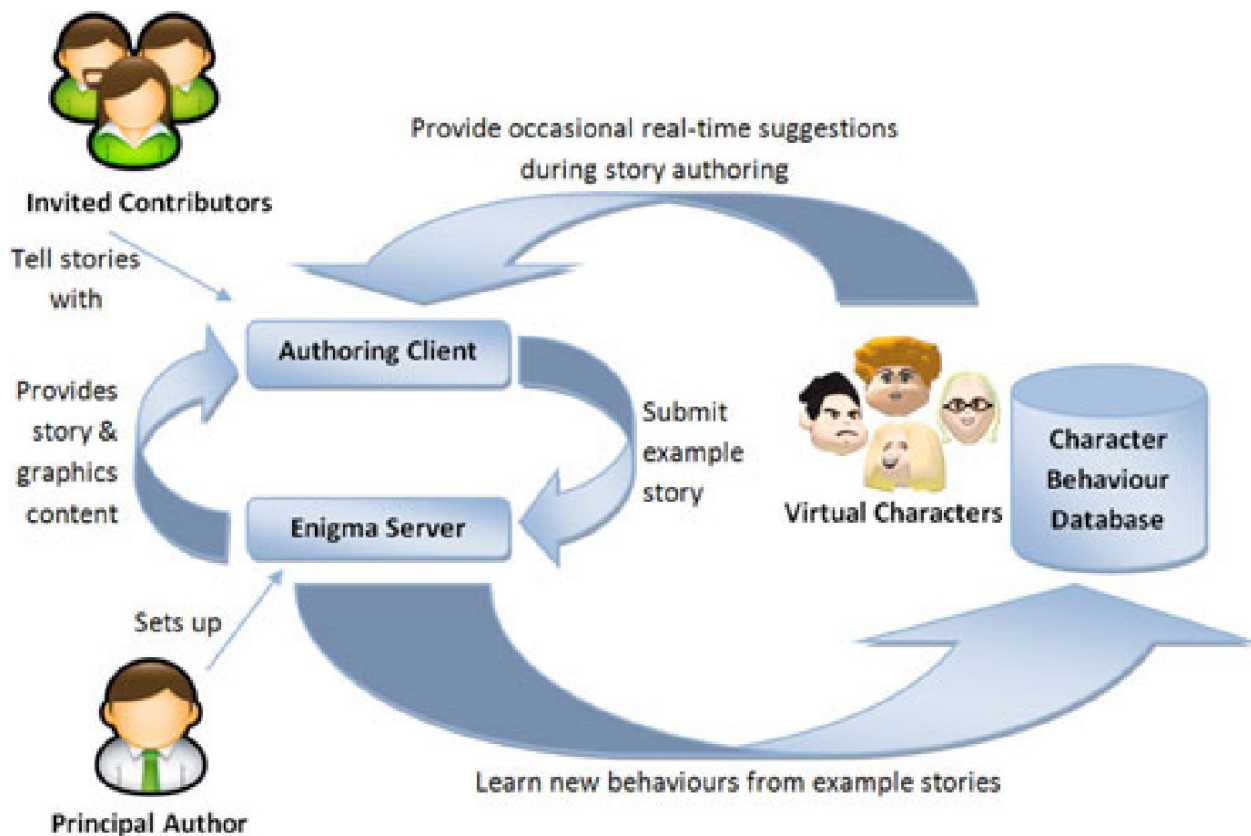 Invited Contributors
Provide occasional real-time suggestions
during story authoring
Tell stories
with
Authoring Client
Provides
story &
graphics
content
Submit
example
story
Enigma Server
Virtual Characters
Character
Behaviour
Database
Sets up
Principal Author
Learn new behaviours from example stories